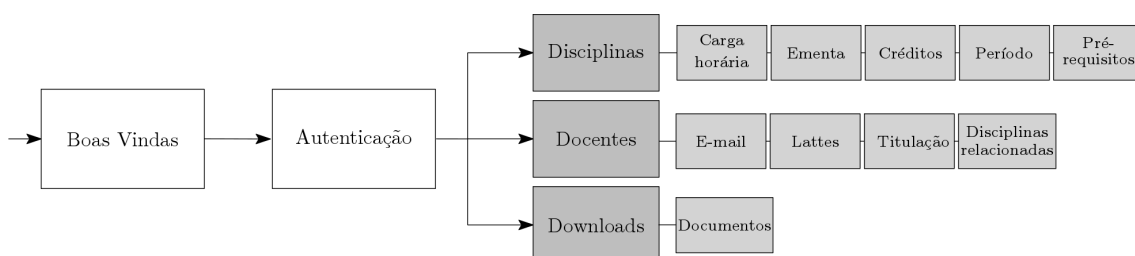 Boas Vindas
Autenticação
Disciplinas
Carga
horária
Ementa
Créditos
Período
Pré-
requisitos
Docentes
E-mail
Lattes
Titulação
Disciplinas
relacionadas
Downloads
Documentos